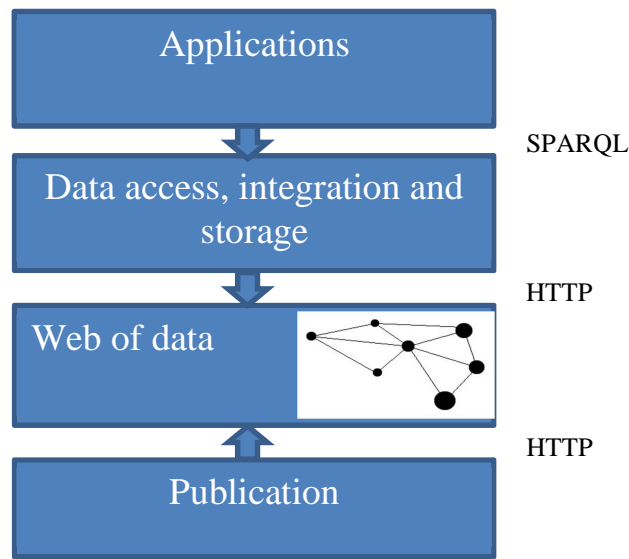 Applications
SPARQL
Data access, integration and
storage
HTTP
Web of data
HTTP
Publication